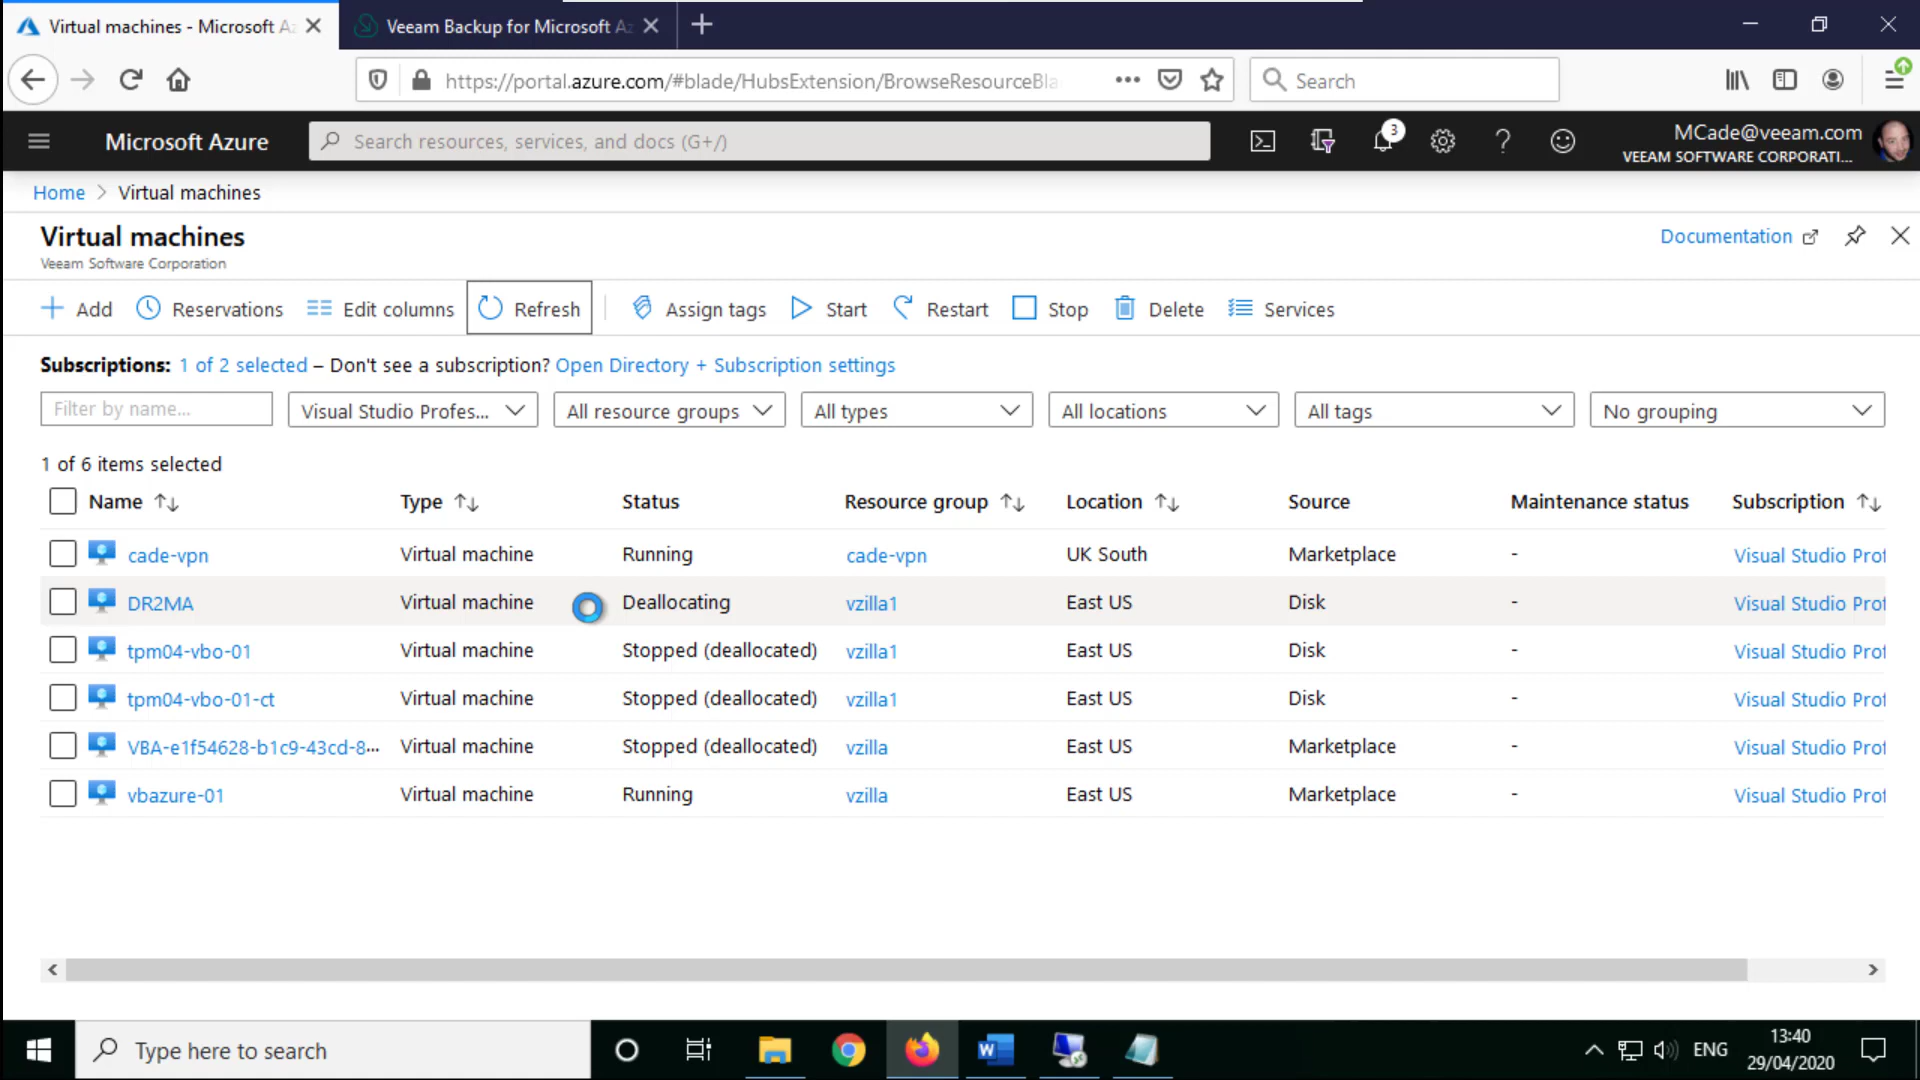 Virtual machines - Microsoft Az
Veeam Backup for Microsoft Az
https://portal.azure.com/#blade/HubsExtension/BrowseResourceBla
Search
Microsoft Azure
Search resources, services, and docs (G+/)
3
MCade@veeam.com
VEEAM SOFTWARE CORPORATI...
Home > Virtual machines
Virtual machines
Veeam Software Corporation
Documentation
Add
Reservations
Edit columns
Refresh
Assign tags
Start
Restart
Stop
Delete
Services
Subscriptions: 1 of 2 selected – Don't see a subscription? Open Directory + Subscription settings
Filter by name...
Visual Studio Profes...
All resource groups
All types
All locations
All tags
No grouping
1 of 6 items selected
Name Type Status Resource group Location Source Maintenance status Subscription
cade-vpn Virtual machine Running cade-vpn UK South Marketplace - Visual Studio Prof
DR2MA Virtual machine Deallocating vzilla1 East US Disk - Visual Studio Prof
tpm04-vbo-01 Virtual machine Stopped (deallocated) vzilla1 East US Disk - Visual Studio Prof
tpm04-vbo-01-ct Virtual machine Stopped (deallocated) vzilla1 East US Disk - Visual Studio Prof
VBA-e1f54628-b1c9-43cd-8... Virtual machine Stopped (deallocated) vzilla East US Marketplace - Visual Studio Prof
vbazure-01 Virtual machine Running vzilla East US Marketplace - Visual Studio Prof
Type here to search
ENG
13:40
29/04/2020